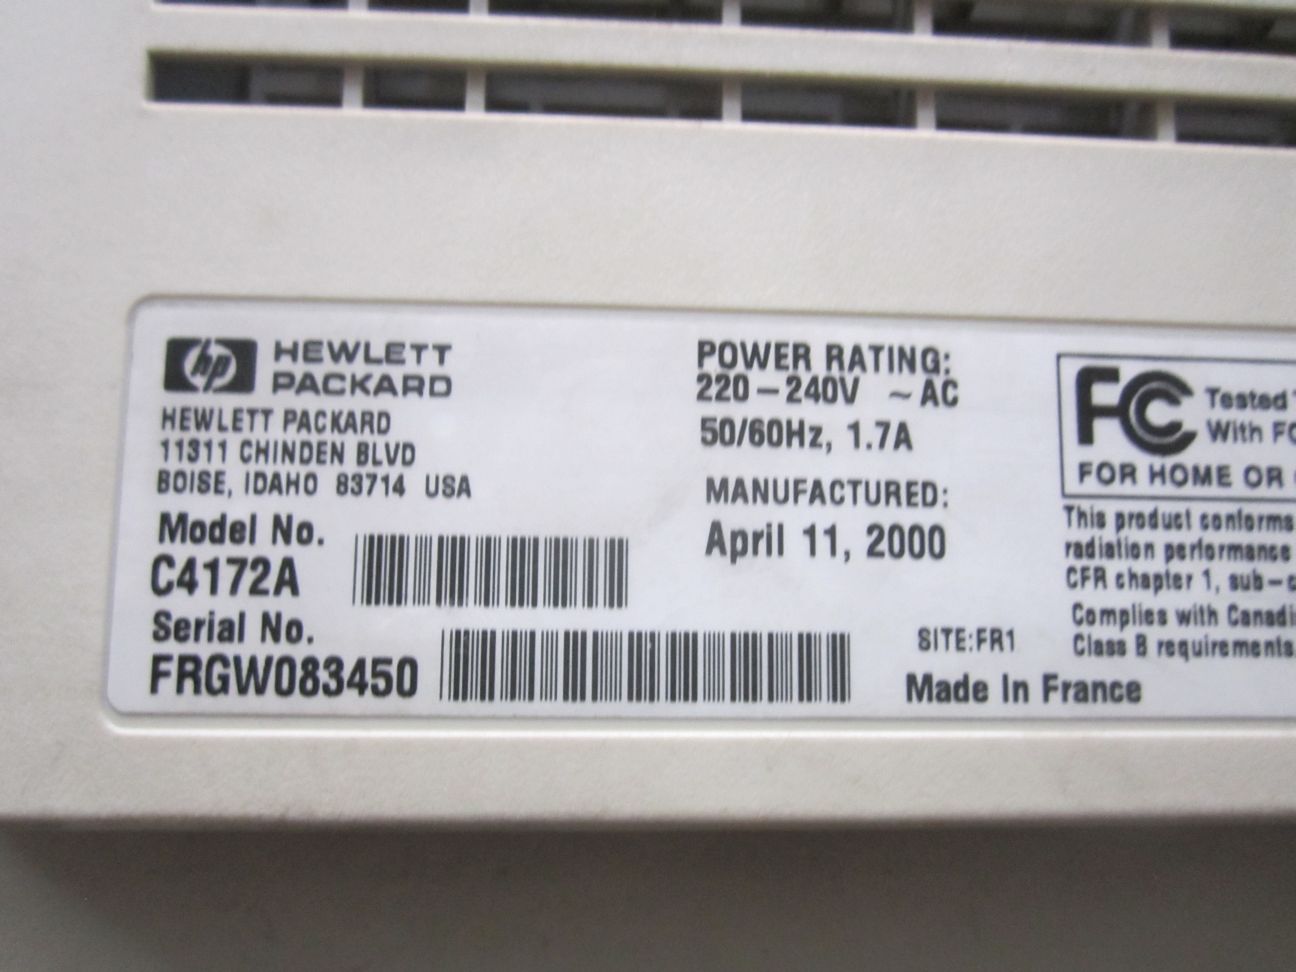 hp HEWLETT
PACKARD
HEWLETT PACKARD
11311 CHINDEN BLVD
BOISE, IDAHO 83714 USA
Model No.
C4172A
Serial No.
FRGW083450
POWER RATING:
220-240V ~AC
50/60Hz, 1.7A
MANUFACTURED:
April 11, 2000
SITE:FR1
Made In France
FC Tested
With FC
FOR HOME OR
This product conforms
radiation performance
CFR chapter 1, sub-c
Complies with Canadi
Class B requirements.